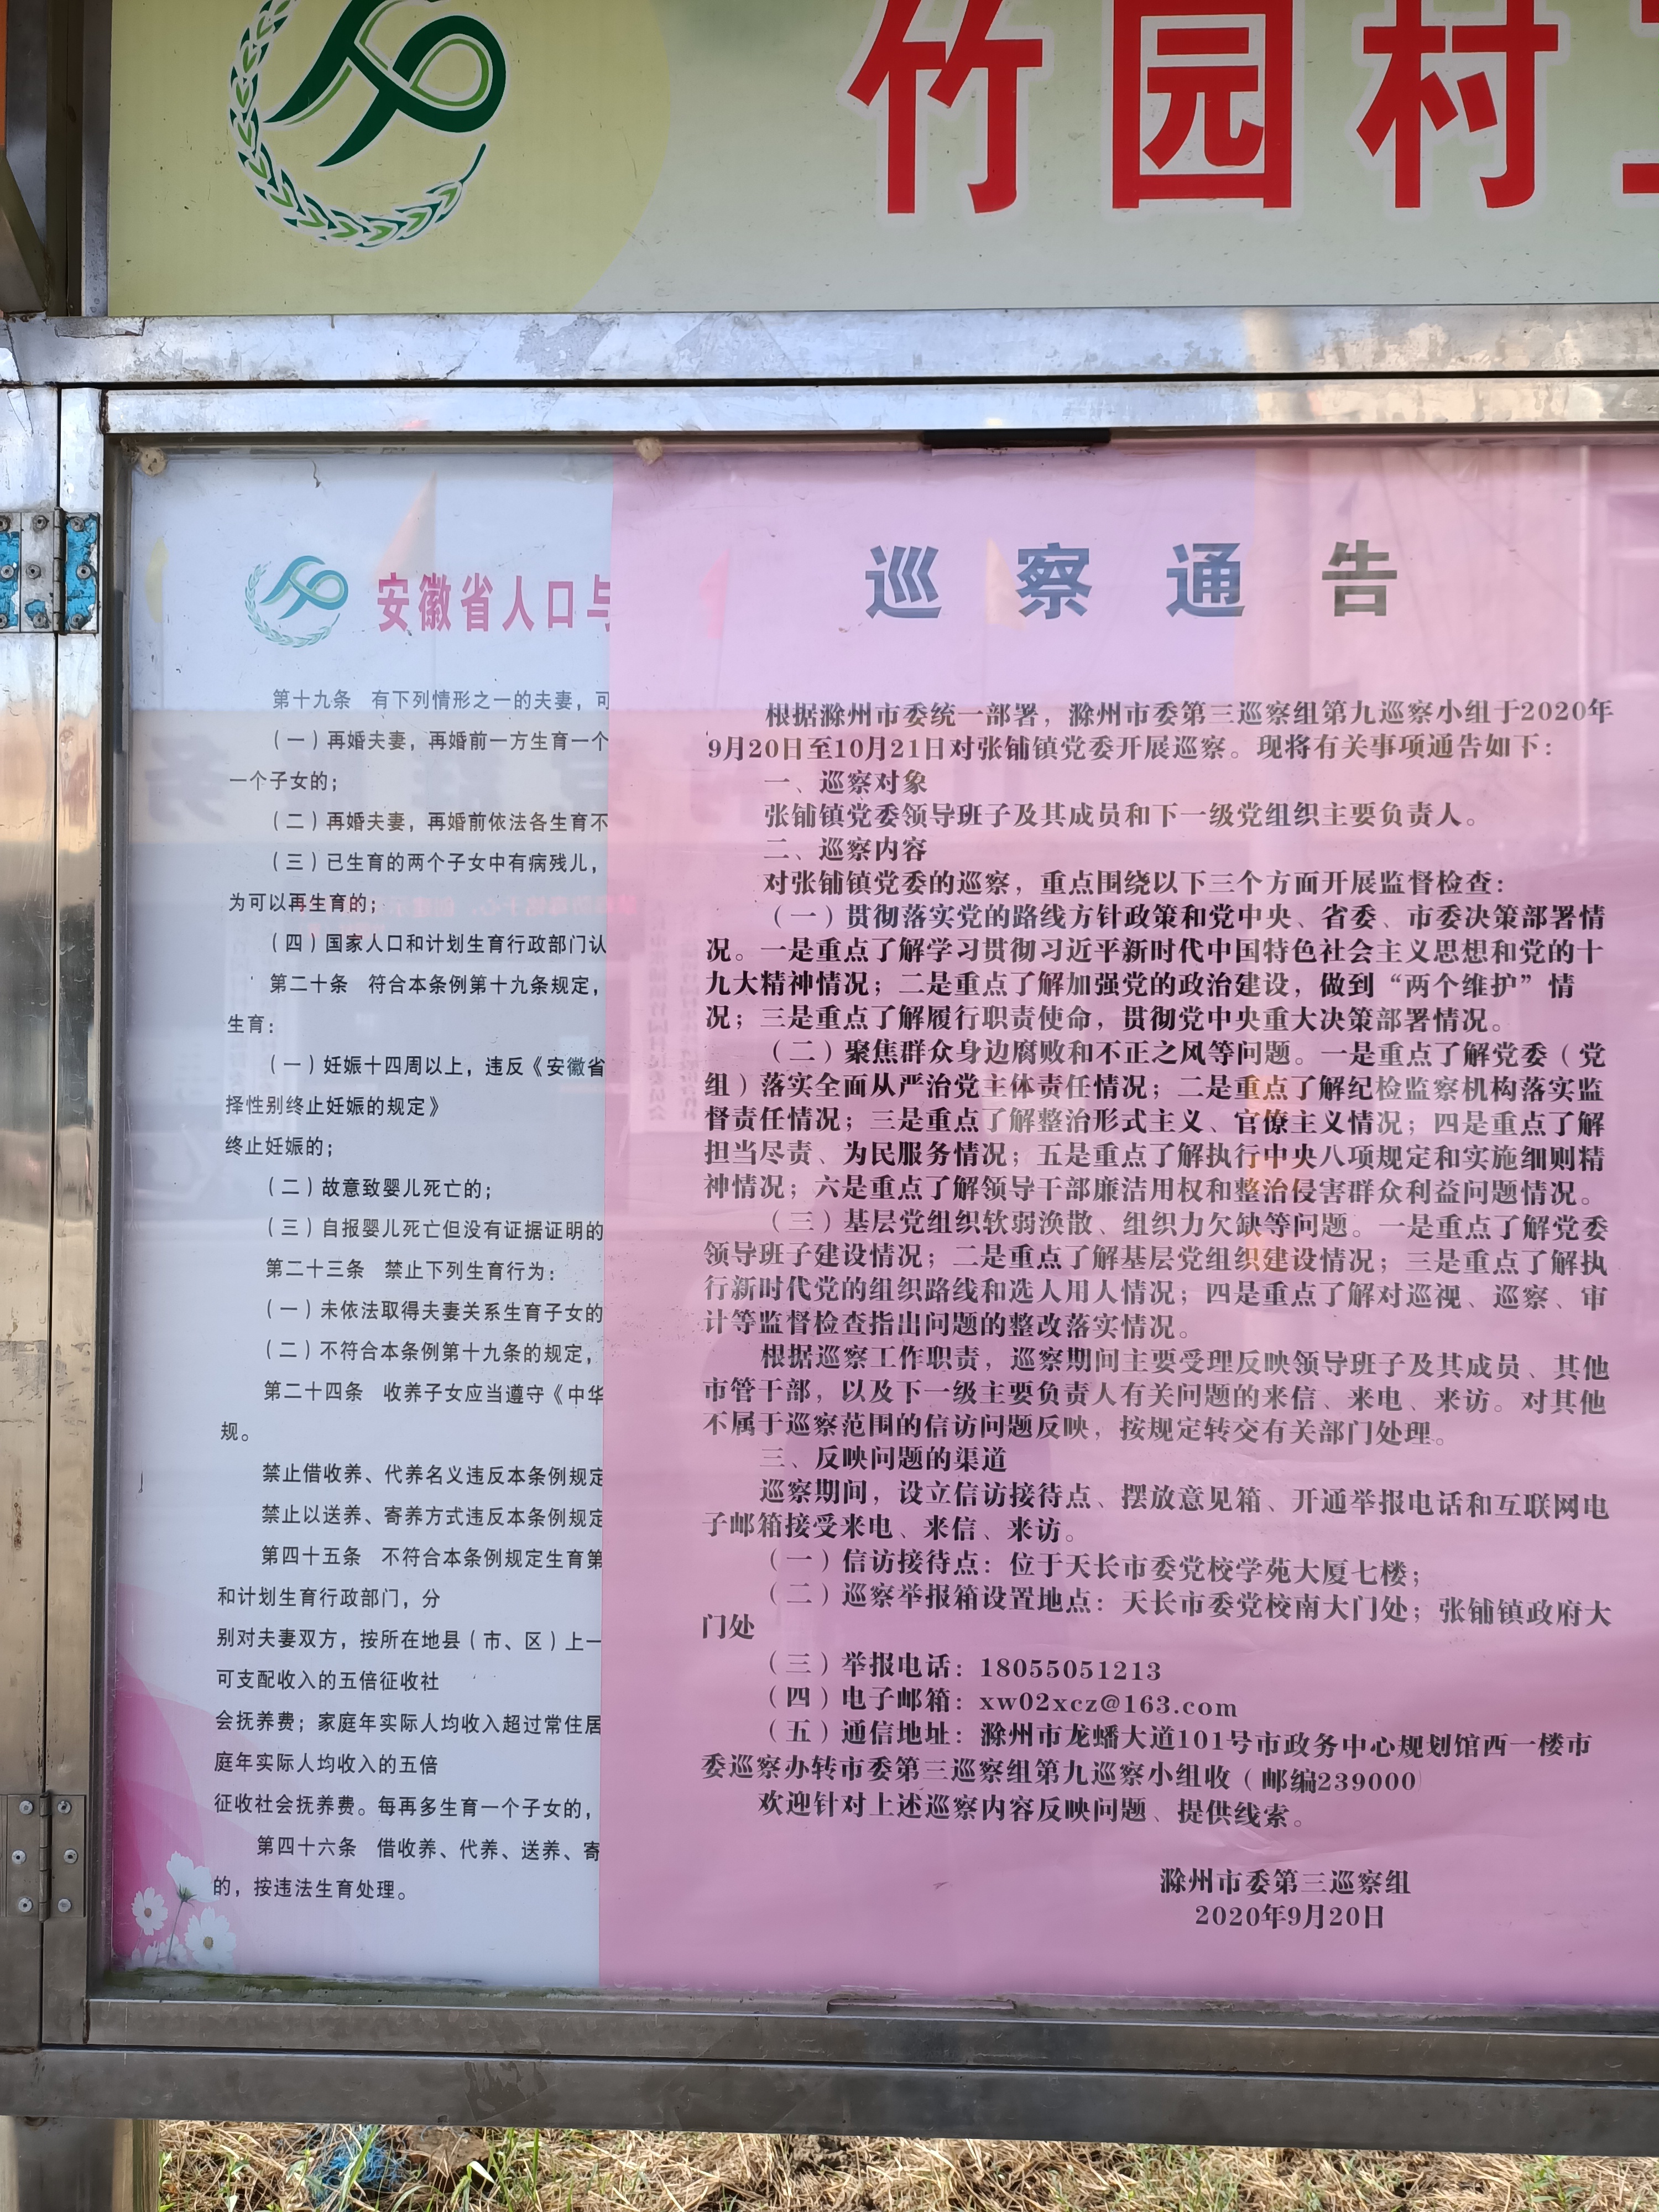 竹园村
安徽省人口与
第十九条 有下列情形之一的夫妻，可
（一）再婚夫妻，再婚前一方生育一个
一个子女的；
（二）再婚夫妻，再婚前依法各生育不
（三）已生育的两个子女中有病残儿，
为可以再生育的；
（四）国家人口和计划生育行政部门认
第二十条 符合本条例第十九条规定，
生育：
（一）妊娠十四周以上，违反《安徽省
择性别终止妊娠的规定》
终止妊娠的；
（二）故意致婴儿死亡的；
（三）自报婴儿死亡但没有证据证明的
第二十三条 禁止下列生育行为：
（一）未依法取得夫妻关系生育子女的
（二）不符合本条例第十九条的规定，
第二十四条 收养子女应当遵守《中华
规。
禁止借收养、代养名义违反本条例规定
禁止以送养、寄养方式违反本条例规定
第四十五条 不符合本条例规定生育第
和计划生育行政部门，分
别对夫妻双方，按所在地县（市、区）上一
可支配收入的五倍征收社
会抚养费；家庭年实际人均收入超过常住居
庭年实际人均收入的五倍
征收社会抚养费。每再多生育一个子女的，
第四十六条 借收养、代养、送养、寄
的，按违法生育处理。
巡察通告
根据滁州市委统一部署，滁州市委第三巡察组第九巡察小组于2020年
9月20日至10月21日对张铺镇党委开展巡察。现将有关事项通告如下：
一、巡察对象
张铺镇党委领导班子及其成员和下一级党组织主要负责人。
二、巡察内容
对张铺镇党委的巡察，重点围绕以下三个方面开展监督检查：
（一）贯彻落实党的路线方针政策和党中央、省委、市委决策部署情
况。一是重点了解学习贯彻习近平新时代中国特色社会主义思想和党的十
九大精神情况；二是重点了解加强党的政治建设，做到“两个维护”情
况；三是重点了解履行职责使命，贯彻党中央重大决策部署情况。
（二）聚焦群众身边腐败和不正之风等问题。一是重点了解党委（党
组）落实全面从严治党主体责任情况；二是重点了解纪检监察机构落实监
督责任情况；三是重点了解整治形式主义、官僚主义情况；四是重点了解
担当尽责、为民服务情况；五是重点了解执行中央八项规定和实施细则精
神情况；六是重点了解领导干部廉洁用权和整治侵害群众利益问题情况。
（三）基层党组织软弱涣散、组织力欠缺等问题。一是重点了解党委
领导班子建设情况；二是重点了解基层党组织建设情况；三是重点了解执
行新时代党的组织路线和选人用人情况；四是重点了解对巡视、巡察、审
计等监督检查指出问题的整改落实情况。
根据巡察工作职责，巡察期间主要受理反映领导班子及其成员、其他
市管干部，以及下一级主要负责人有关问题的来信、来电、来访。对其他
不属于巡察范围的信访问题反映，按规定转交有关部门处理。
三、反映问题的渠道
巡察期间，设立信访接待点、摆放意见箱、开通举报电话和互联网电
子邮箱接受来电、来信、来访。
（一）信访接待点：位于天长市委党校学苑大厦七楼；
（二）巡察举报箱设置地点：天长市委党校南大门处；张铺镇政府大
门处
（三）举报电话：18055051213
（四）电子邮箱：xw02xcz@163.com
（五）通信地址：滁州市龙蟠大道101号市政务中心规划馆西一楼市
委巡察办转市委第三巡察组第九巡察小组收（邮编239000
欢迎针对上述巡察内容反映问题、提供线索。
滁州市委第三巡察组
2020年9月20日